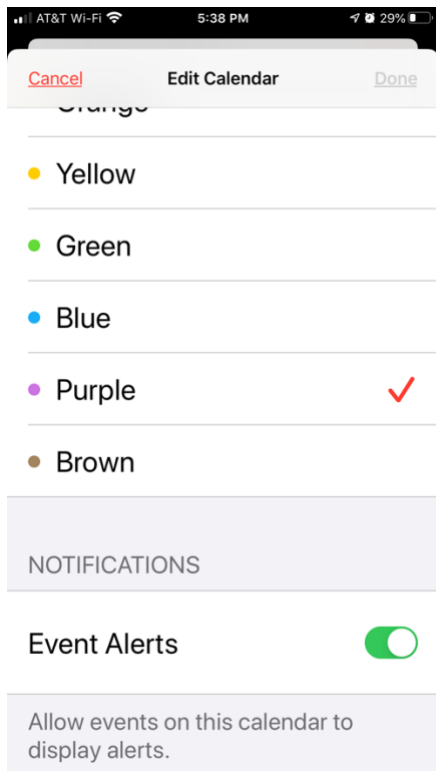 AT&T Wi-Fi 5:38 PM 29%
Cancel Edit Calendar Done
Orange
Yellow
Green
Blue
Purple
Brown
NOTIFICATIONS
Event Alerts
Allow events on this calendar to
display alerts.